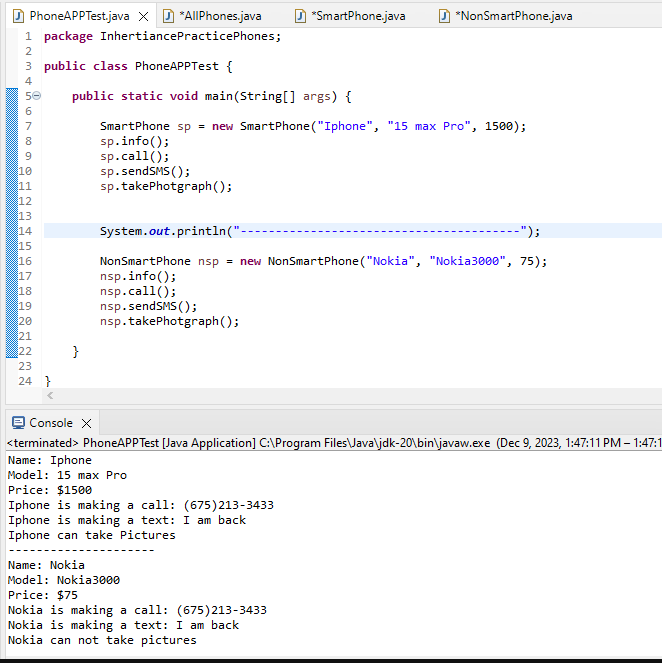 PhoneAPPTest.java *AllPhones.java *SmartPhone.java *NonSmartPhone.java
1 package InhertiancePracticePhones;
2
3 public class PhoneAPPTest {
4
5 public static void main(String[] args) {
6
7 SmartPhone sp = new SmartPhone("Iphone", "15 max Pro", 1500);
8 sp.info();
9 sp.call();
10 sp.sendSMS();
11 sp.takePhotgraph();
12
13
14 System.out.println("----------------------------------------");
15
16 NonSmartPhone nsp = new NonSmartPhone("Nokia", "Nokia3000", 75);
17 nsp.info();
18 nsp.call();
19 nsp.sendSMS();
20 nsp.takePhotgraph();
21
22 }
23
24 }
Console
<terminated> PhoneAPPTest [Java Application] C:\Program Files\Java\jdk-20\bin\javaw.exe (Dec 9, 2023, 1:47:11 PM – 1:47:1
Name: Iphone
Model: 15 max Pro
Price: $1500
Iphone is making a call: (675)213-3433
Iphone is making a text: I am back
Iphone can take Pictures
---------------------
Name: Nokia
Model: Nokia3000
Price: $75
Nokia is making a call: (675)213-3433
Nokia is making a text: I am back
Nokia can not take pictures